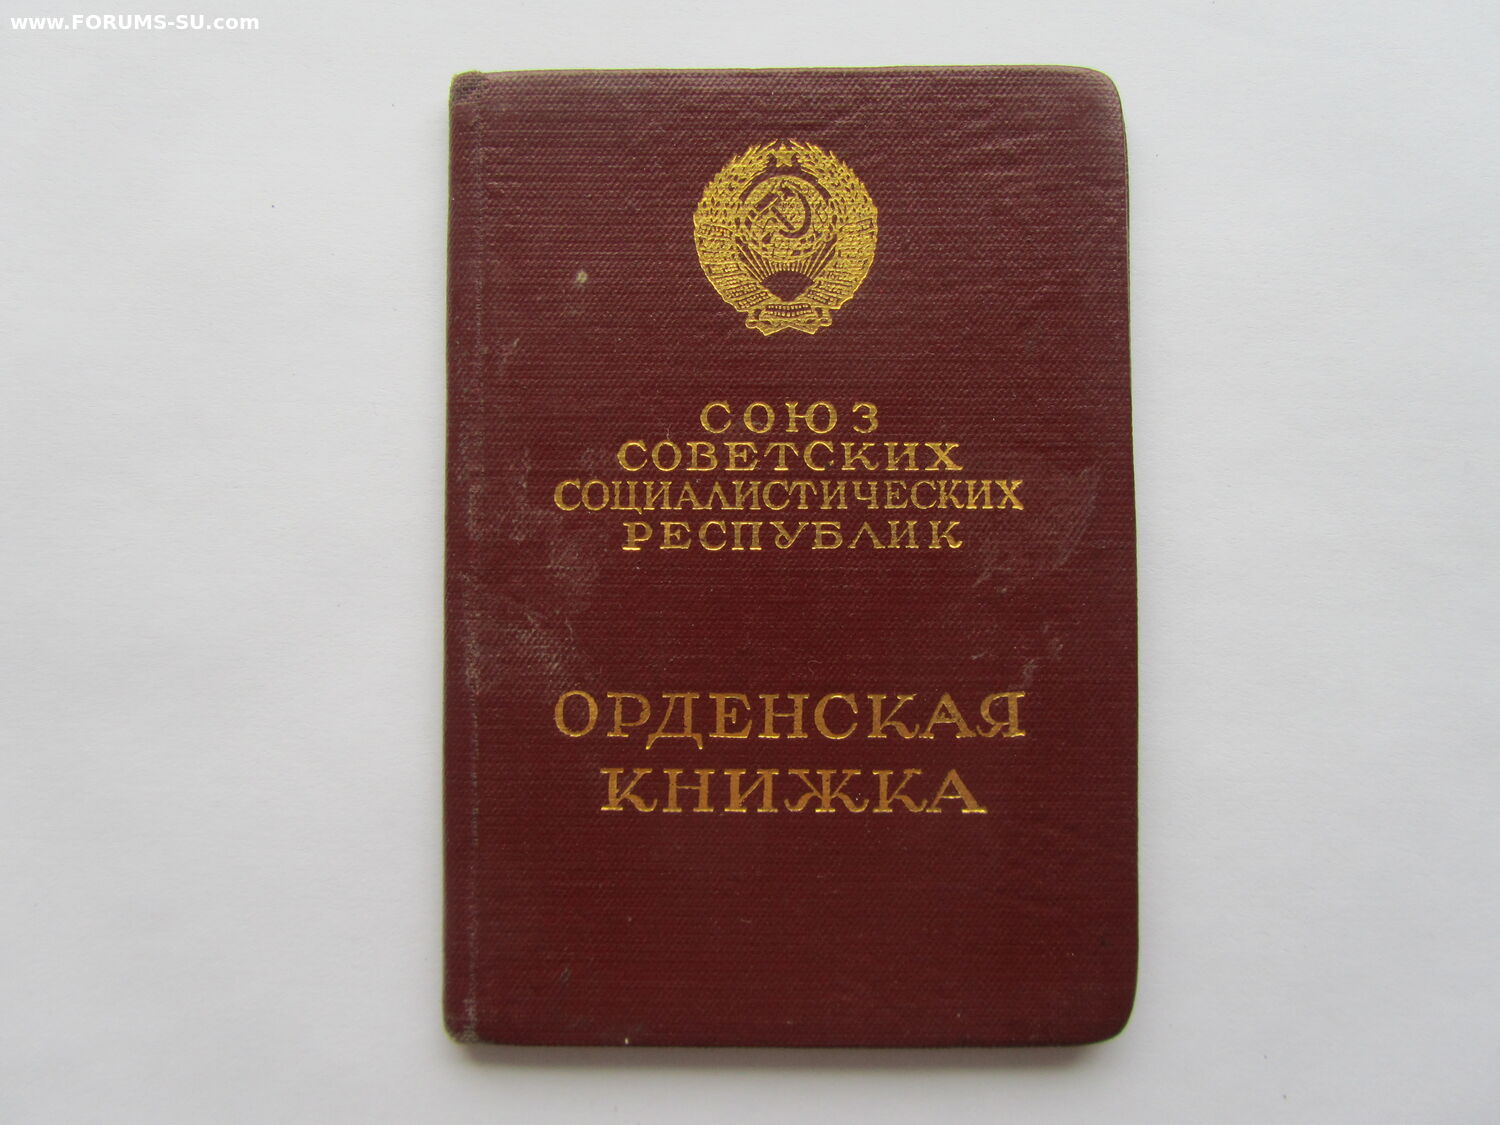 www.FORUMS-SU.com
СОЮЗ
СОВЕТСКИХ
СОЦИАЛИСТИЧЕСКИХ
РЕСПУБЛИК
ОРДЕНСКАЯ
КНИЖКА